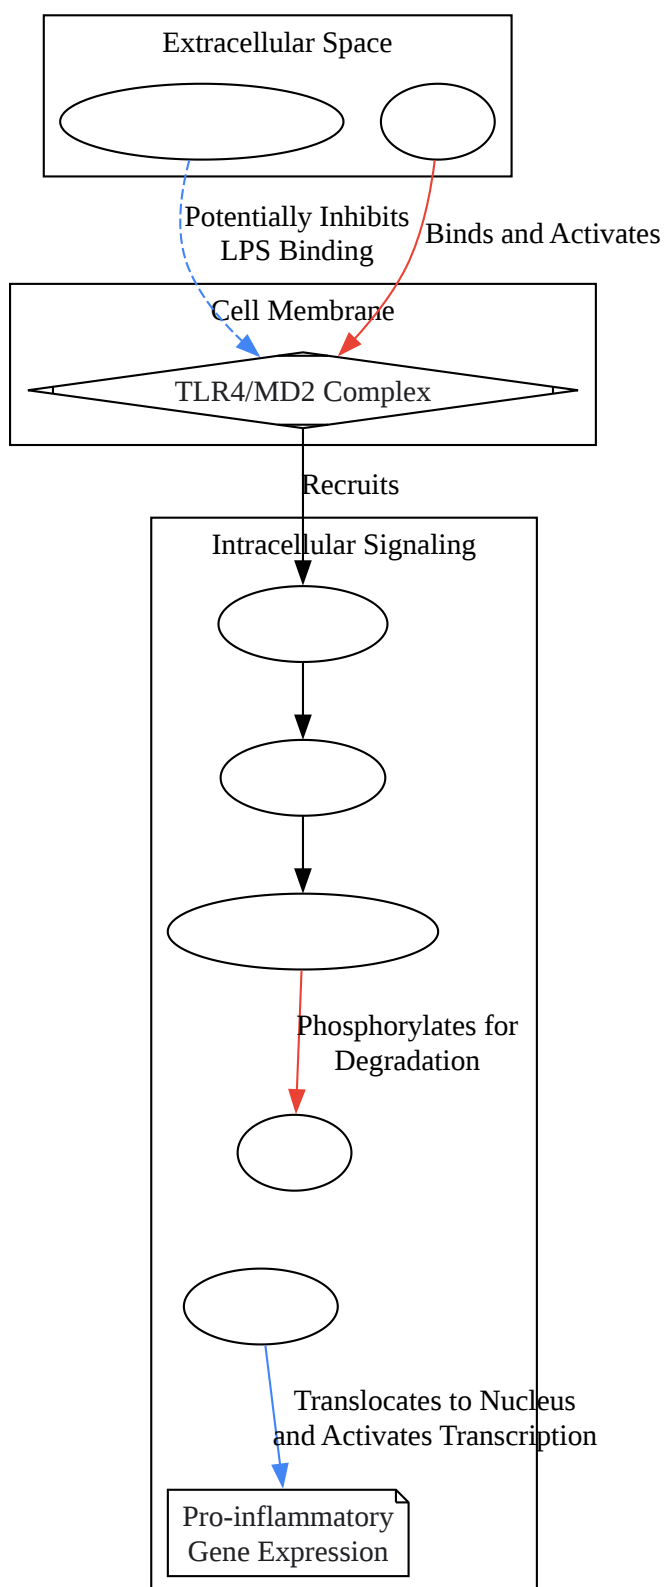 Extracellular Space
Potentially Inhibits
LPS Binding
Binds and Activates
Cell Membrane
TLR4/MD2 Complex
Recruits
Intracellular Signaling
Phosphorylates for
Degradation
Translocates to Nucleus
and Activates Transcription
Pro-inflammatory
Gene Expression